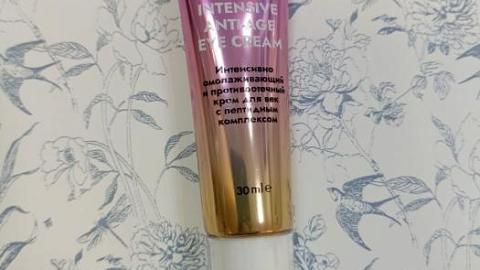 INTENSIVE
ANTI-AGE
EYE CREAM
Интенсивно
омолаживающий
и противоотечный
крем для век
с пептидным
комплексом
30 ml e